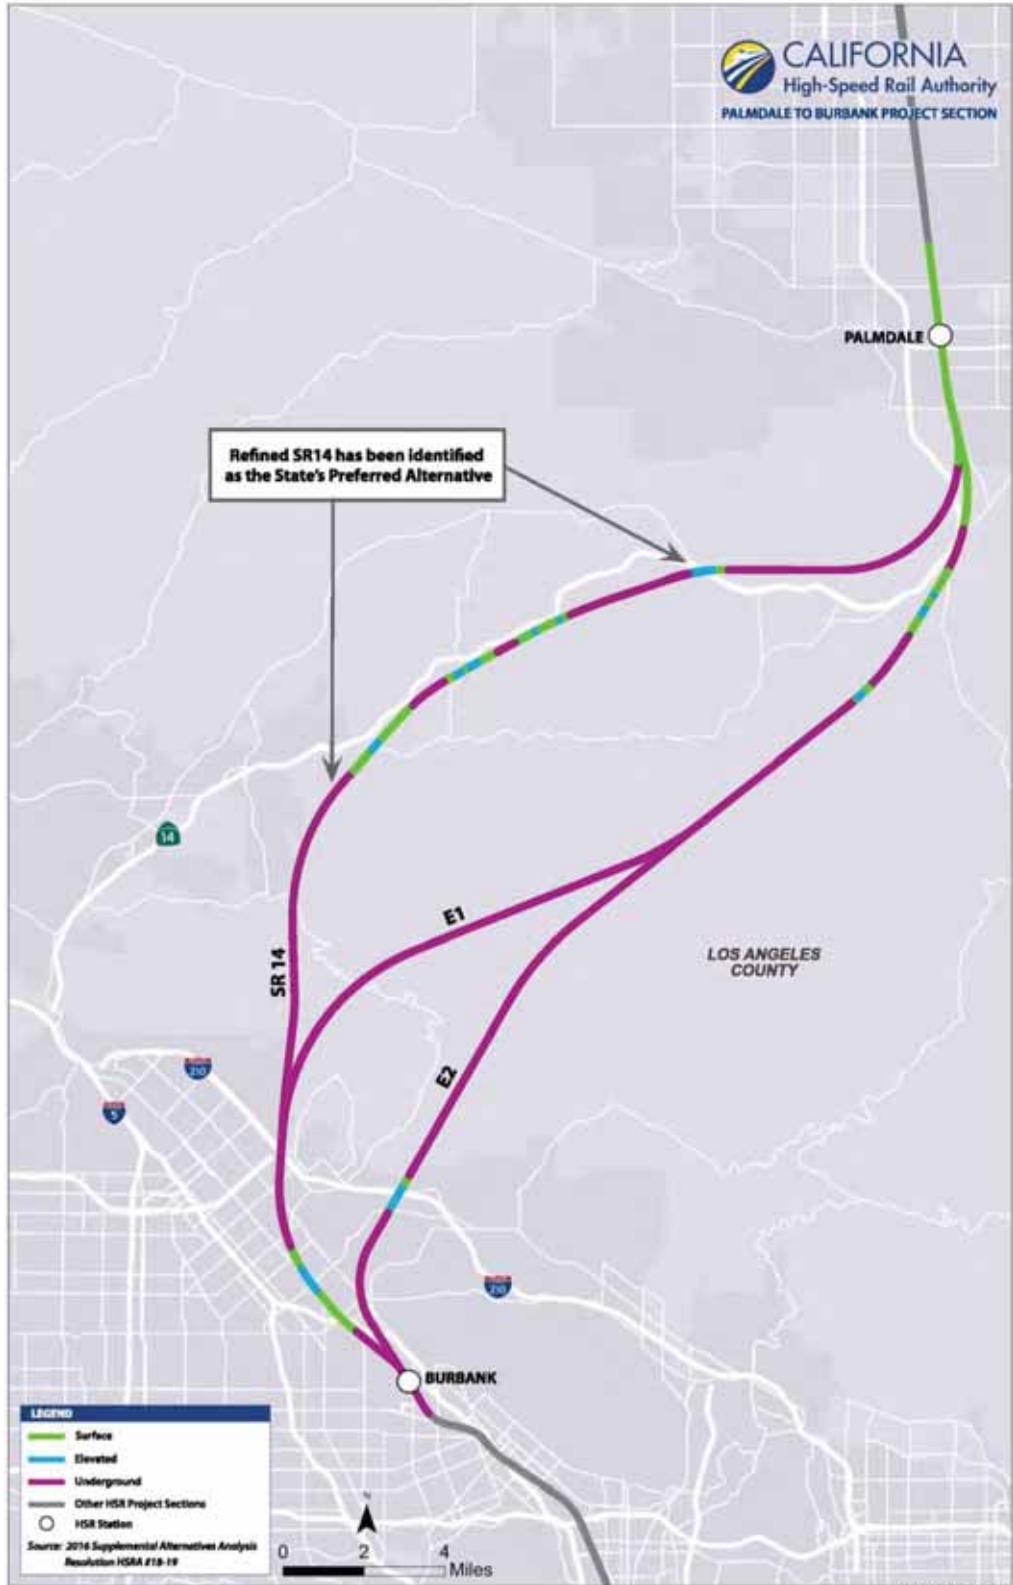 CALIFORNIA
High-Speed Rail Authority
PALMDALE TO BURBANK PROJECT SECTION
PALMDALE
Refined SR14 has been identified
as the State's Preferred Alternative
14
E1
SR 14
LOS ANGELES
COUNTY
210
E2
5
210
BURBANK
LEGEND
Surface
Elevated
Underground
Other HSR Project Sections
HSR Station
Source: 2016 Supplemental Alternatives Analysis
Resolution HSRA #18-19
N
0 2 4
Miles